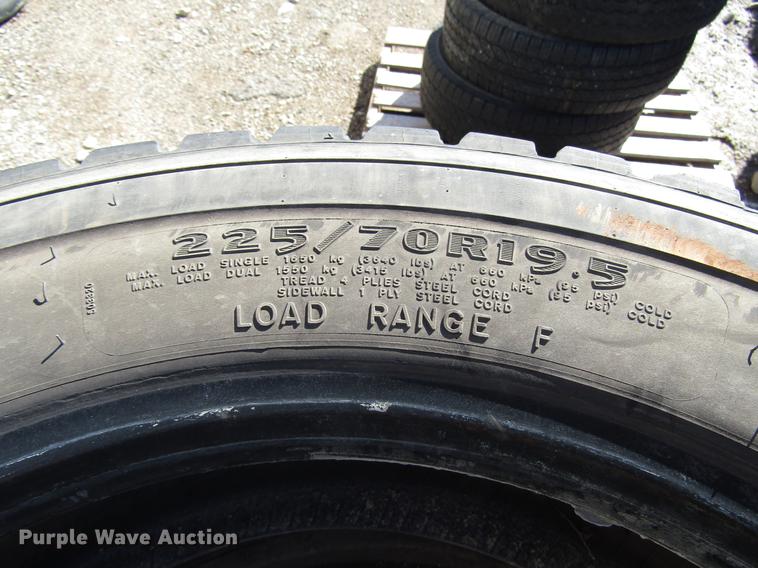 225/70R19.5
MAX. LOAD SINGLE 1650 kg (3640 lbs) AT 660 KPL (95 psi) COLD
MAX. LOAD DUAL 1550 kg (3415 lbs) AT 660 KPL (95 psi) COLD
TREAD 4 PLIES STEEL CORD
SIDEWALL 1 PLY STEEL CORD
LOAD RANGE F
Purple Wave Auction